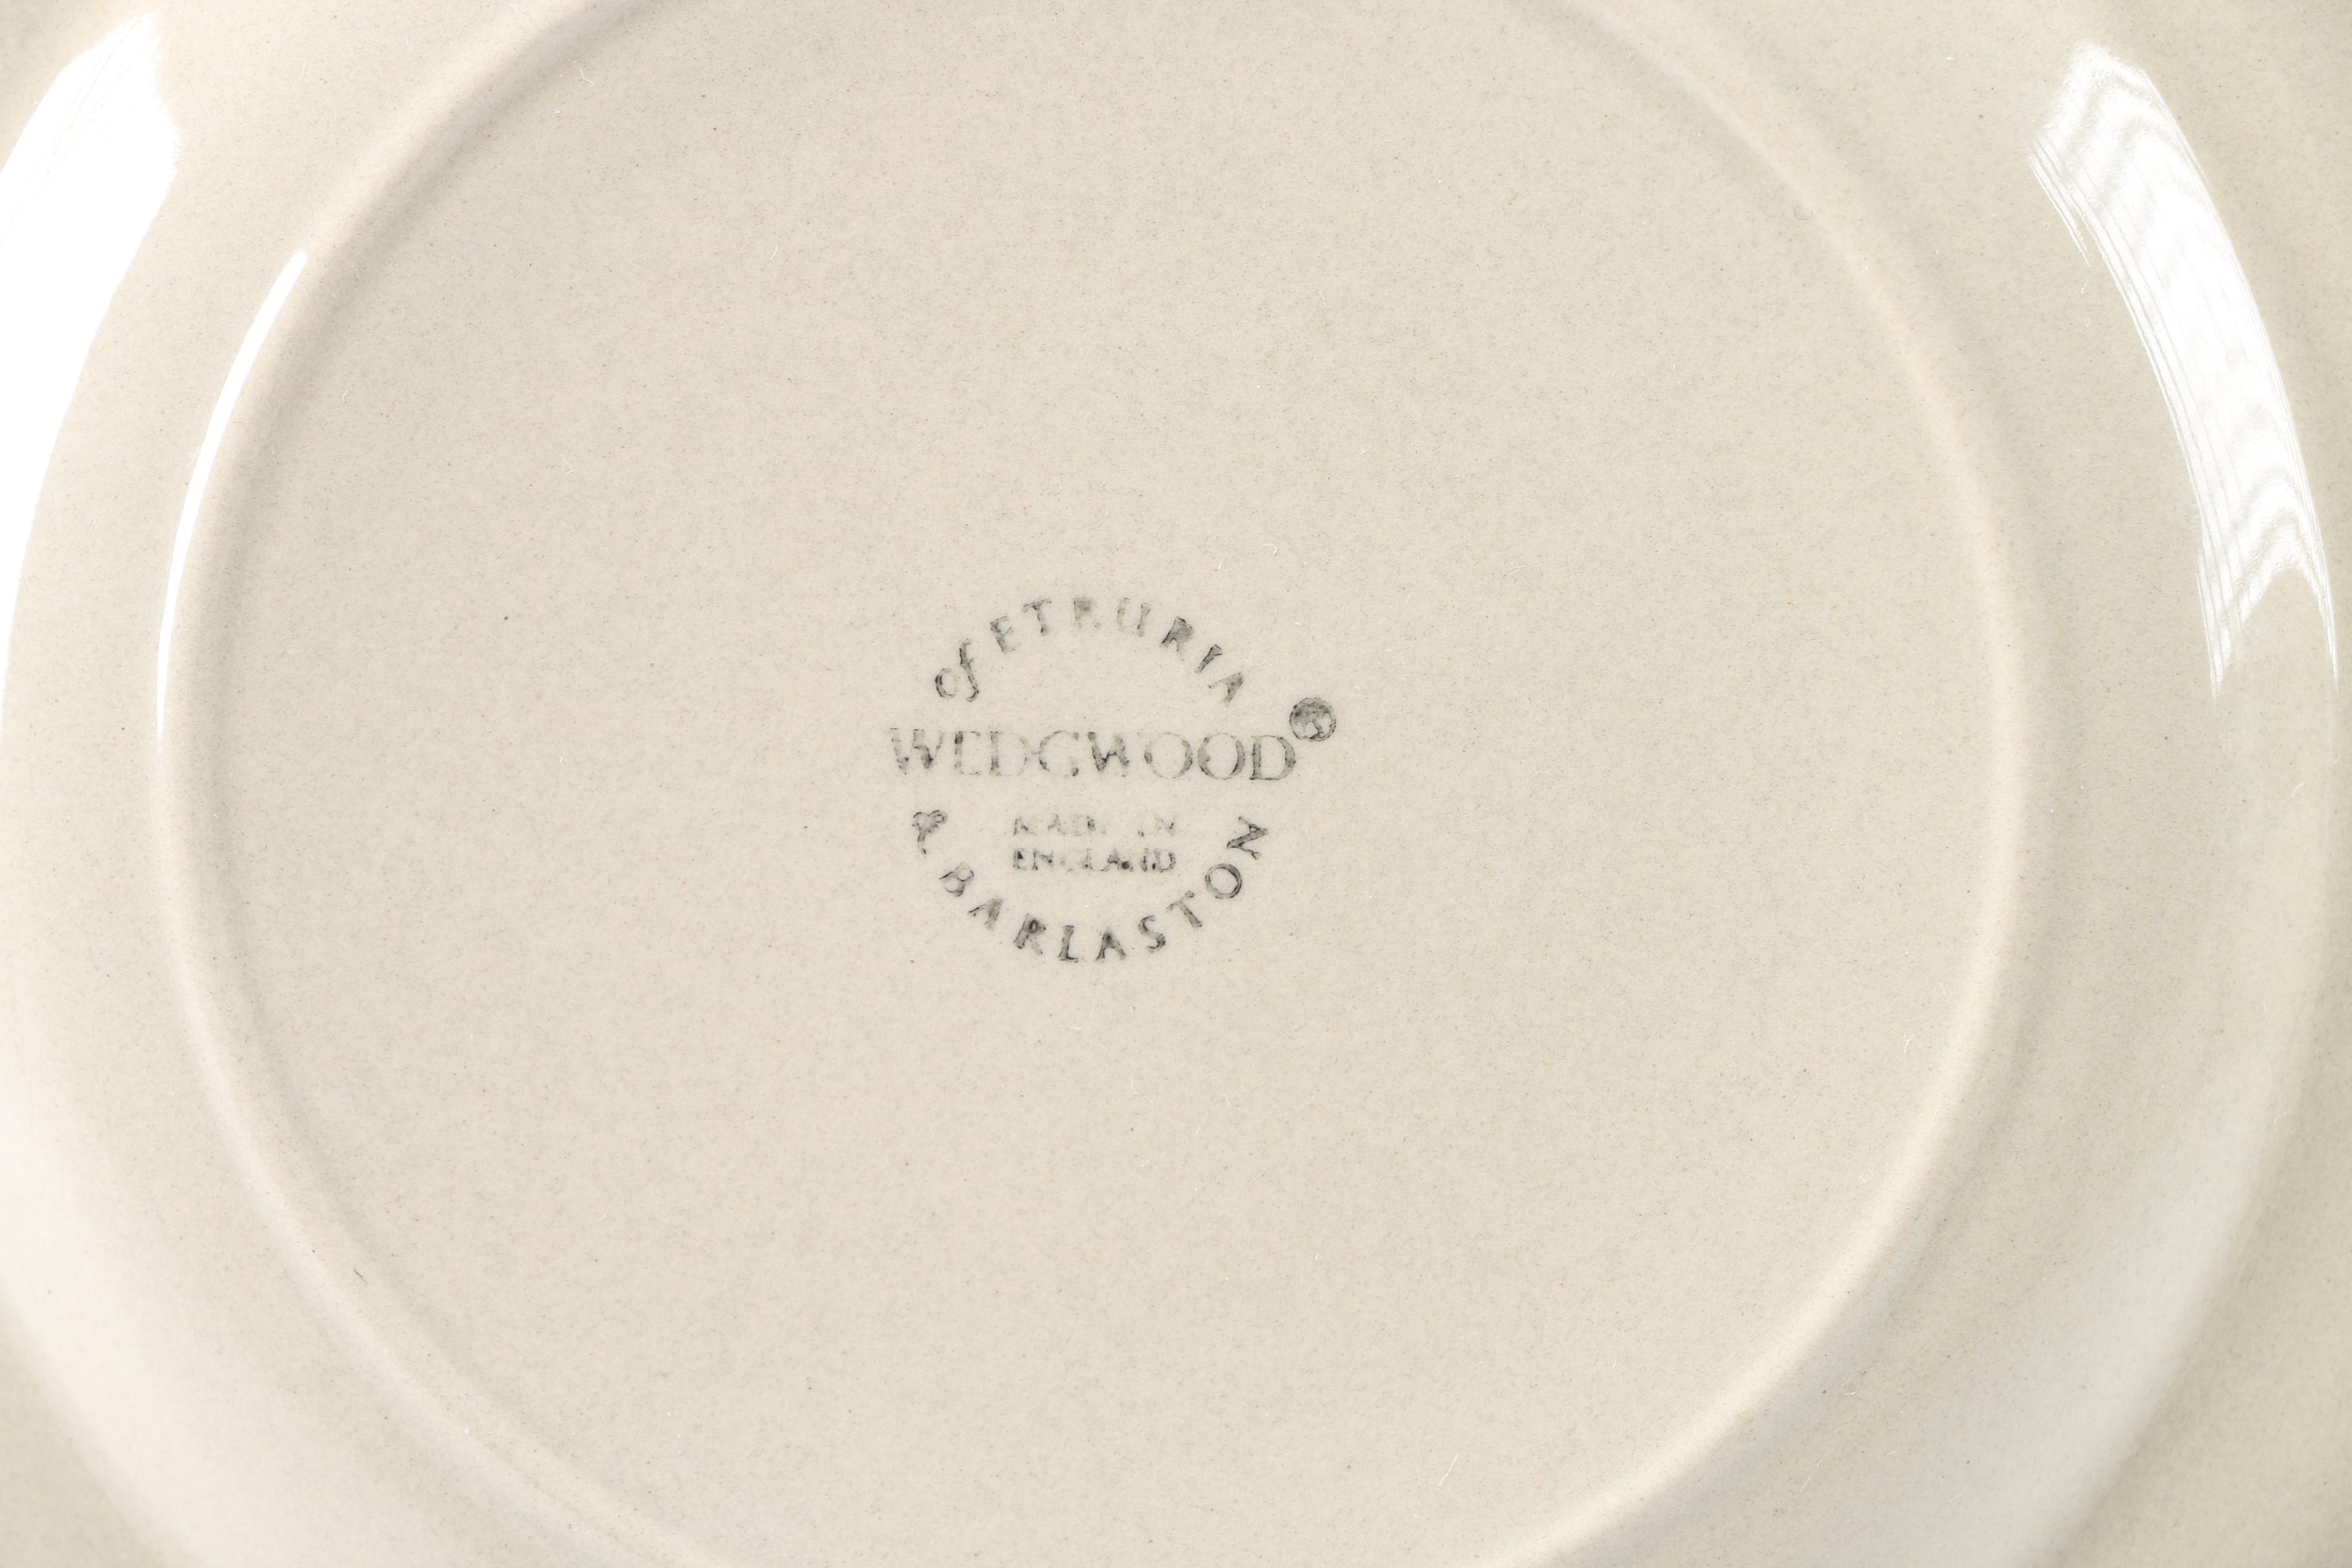 of ETRURIA
WEDGWOOD®
MADE IN
ENGLAND
& BARLASTON